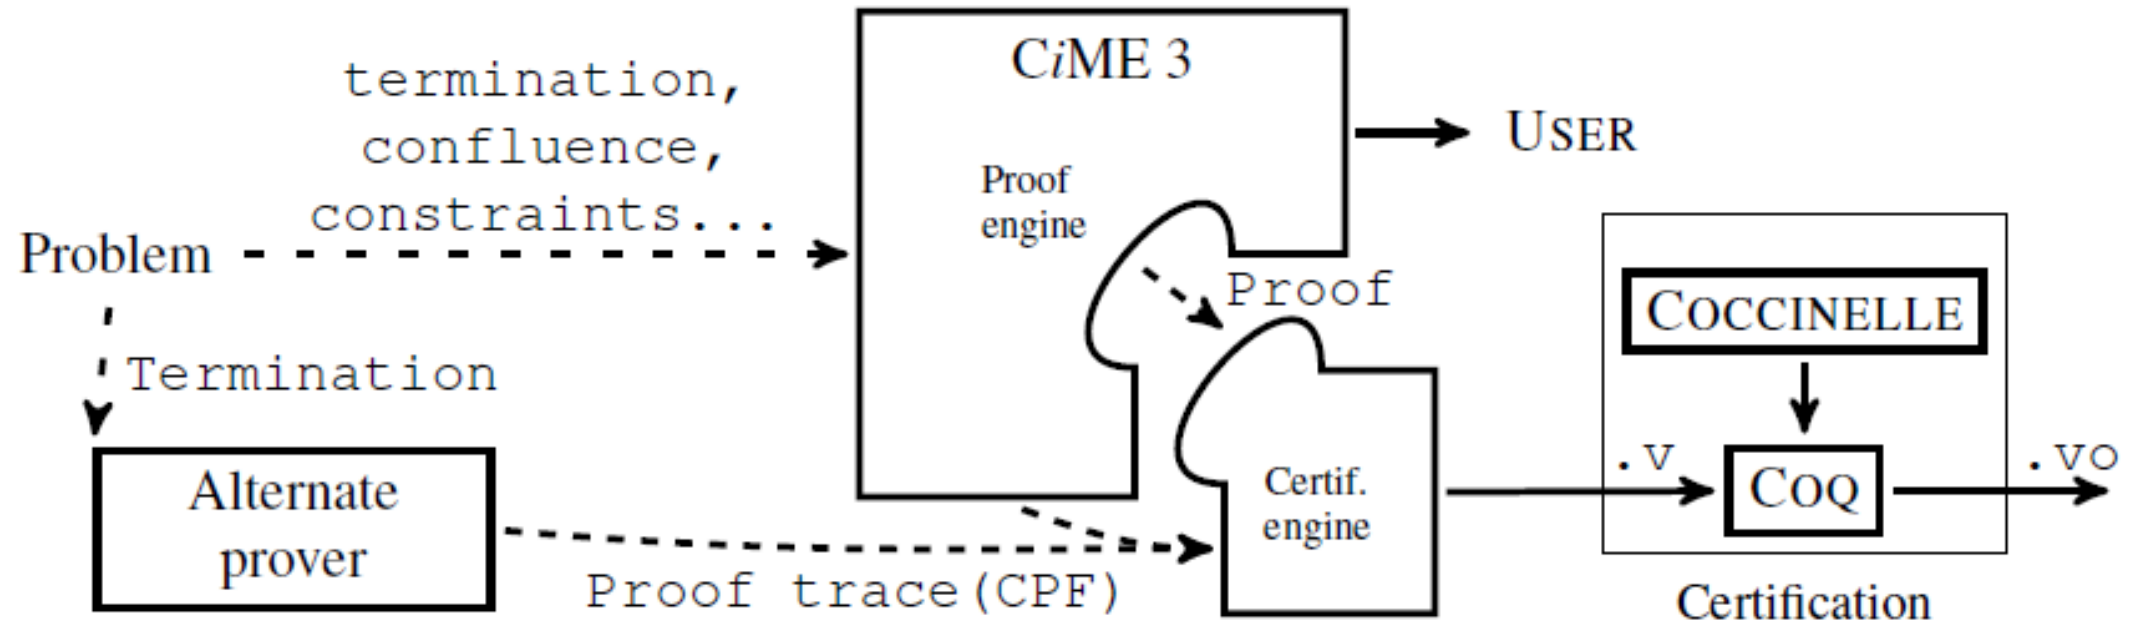 CiME 3
termination,
confluence,
constraints...
USER
Proof
engine
Problem
Proof
COCCINELLE
Termination
.v
.vo
Alternate
prover
Certif.
engine
COQ
Proof trace(CPF)
Certification